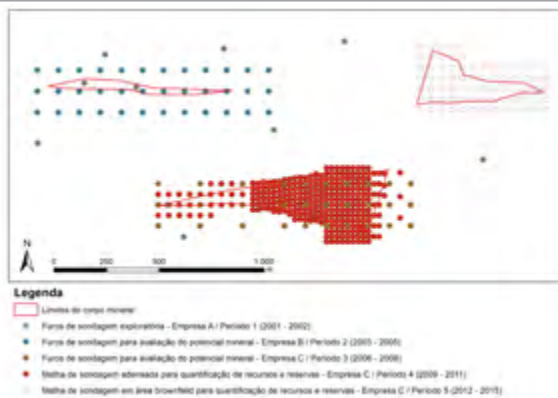 N
0
500
1.000
m
Legenda
Limites do corpo mineral
Furos de sondagem exploratória - Empresa A / Período 1 (2001 - 2002)
Furos de sondagem para avaliação do potencial mineral - Empresa B / Período 2 (2003 - 2005)
Furos de sondagem para avaliação do potencial mineral - Empresa C / Período 3 (2006 - 2008)
Malha de sondagem adensada para quantificação de recursos e reservas - Empresa C / Período 4 (2009 - 2011)
Malha de sondagem em área brownfield para quantificação de recursos e reservas - Empresa C / Período 5 (2012 - 2015)